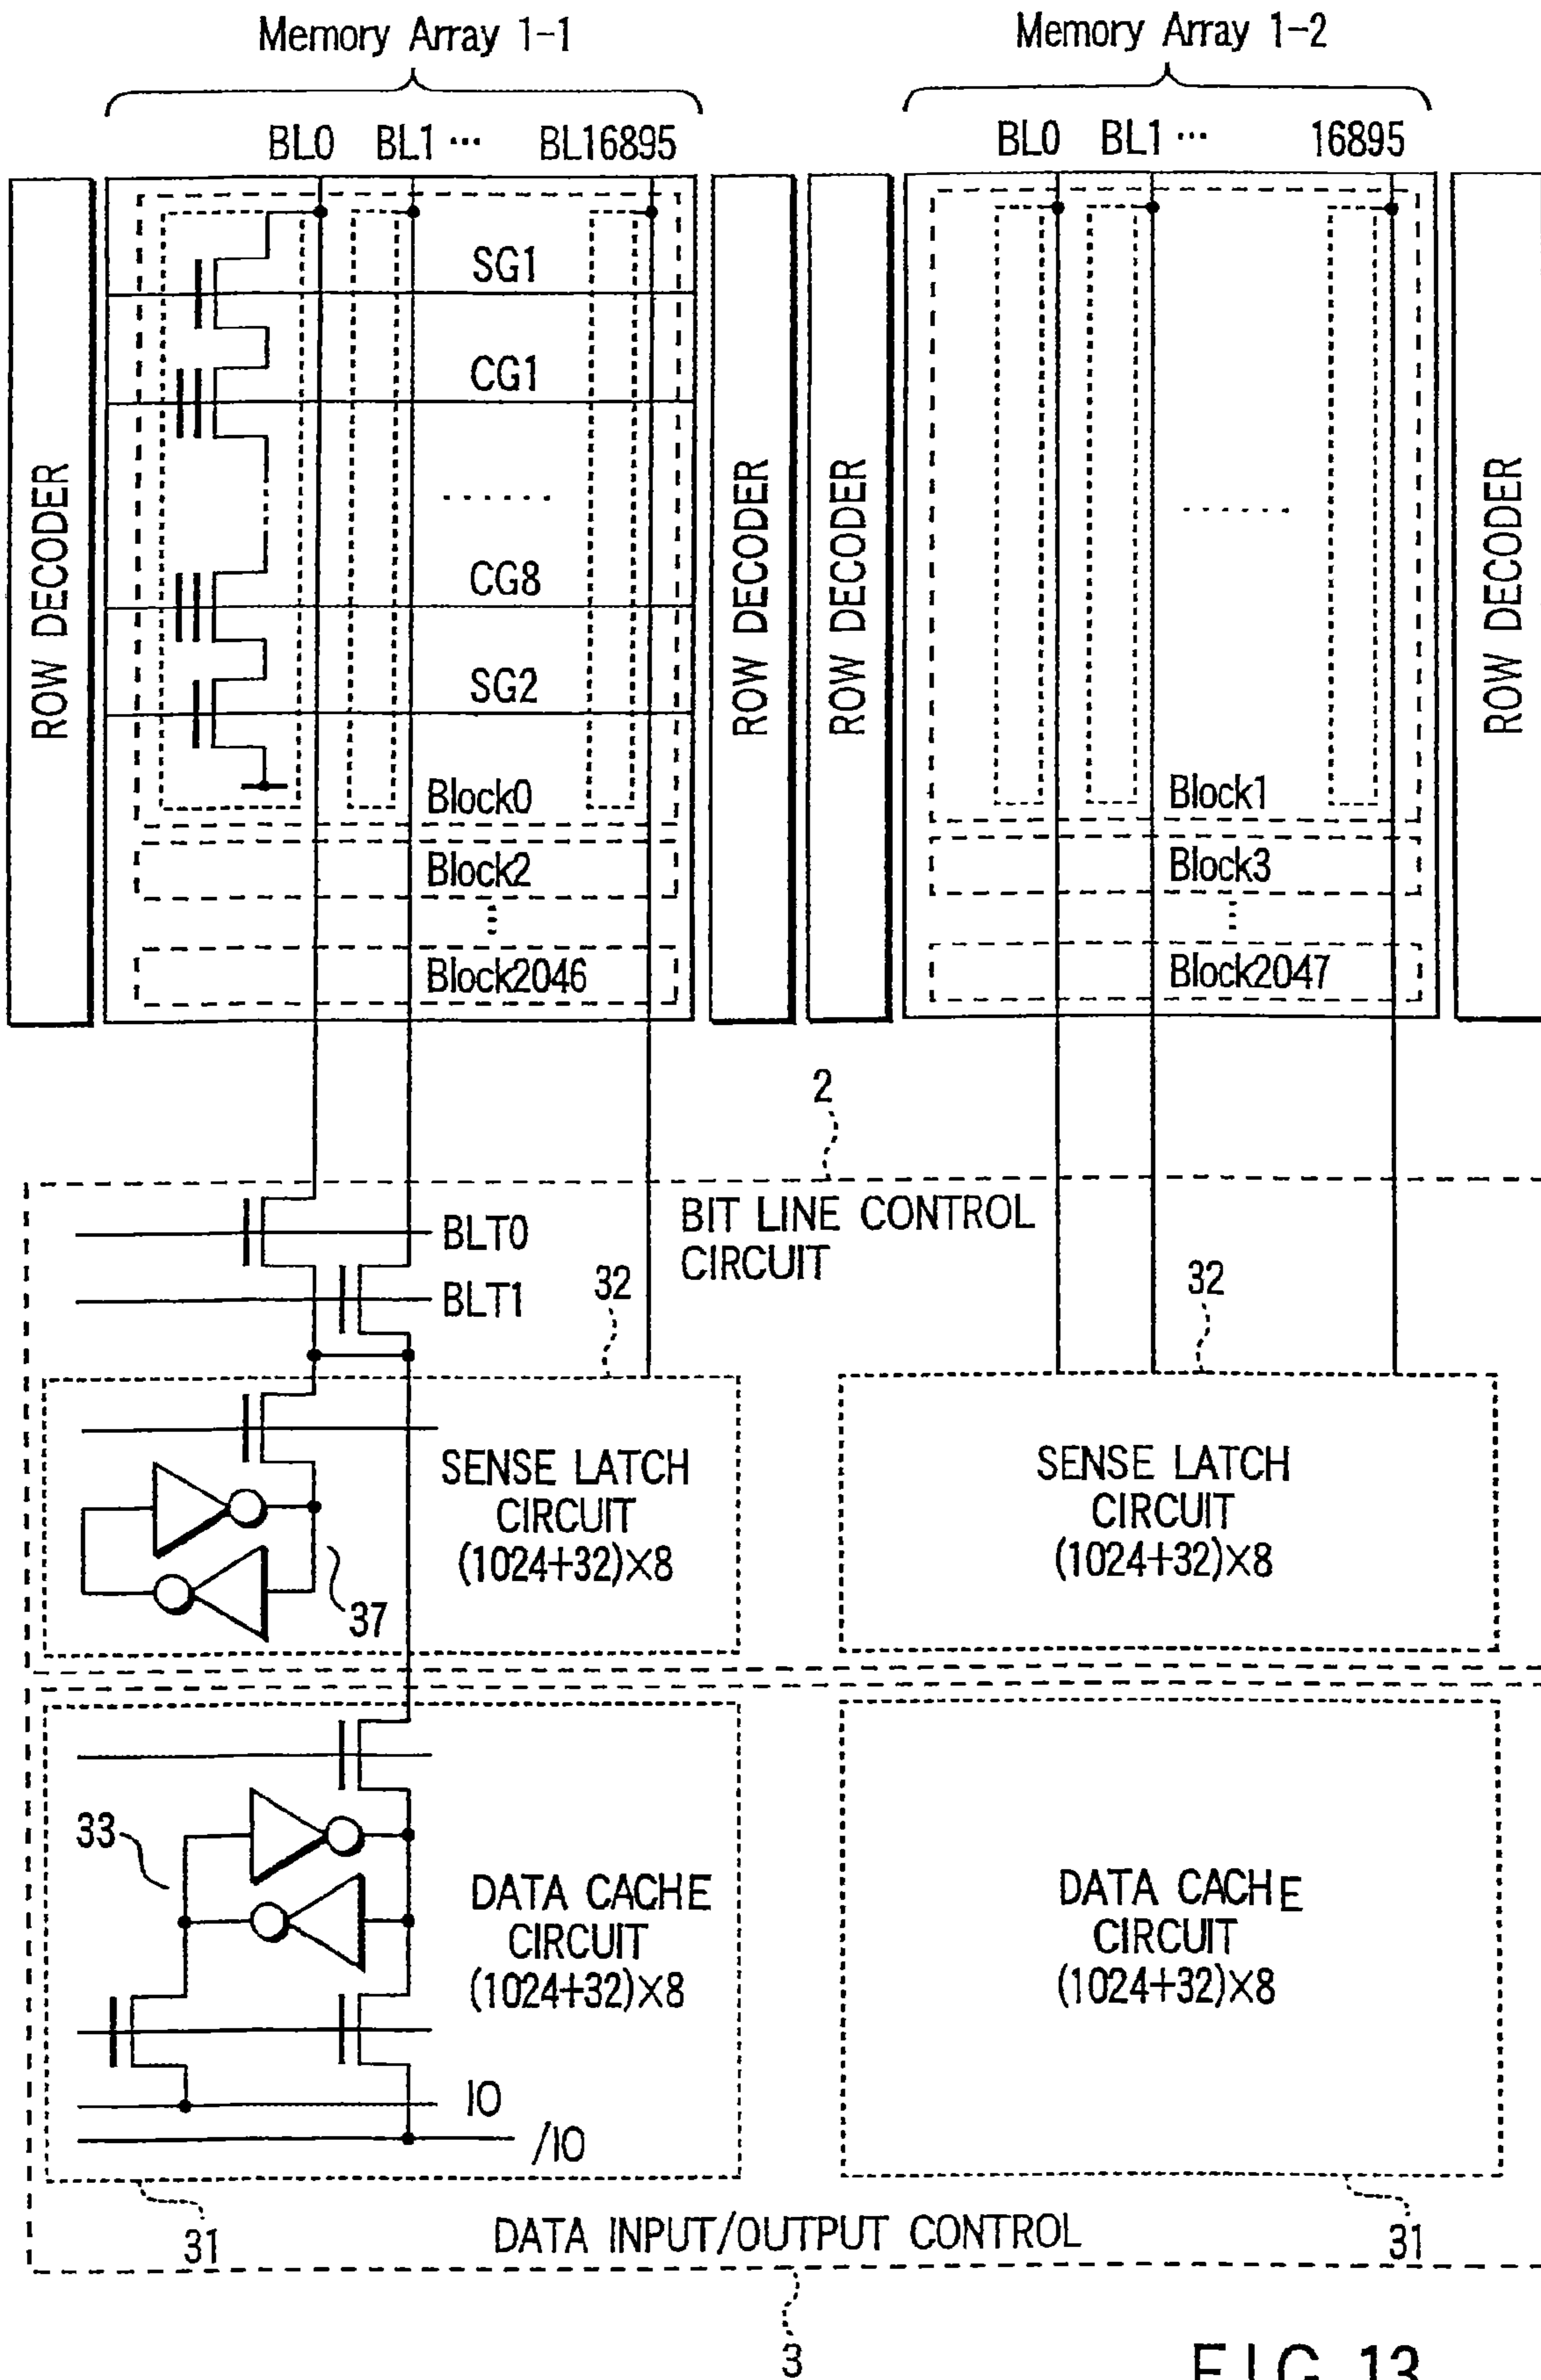 Memory Array 1-1
Memory Array 1-2
BL0 BL1 ··· BL16895
BL0 BL1 ··· 16895
ROW DECODER
SG1
CG1
CG8
SG2
Block0
Block2
Block2046
ROW DECODER
ROW DECODER
Block1
Block3
Block2047
ROW DECODER
2
BIT LINE CONTROL
CIRCUIT
BLT0
BLT1
32
32
SENSE LATCH
CIRCUIT
(1024+32)×8
37
SENSE LATCH
CIRCUIT
(1024+32)×8
33
DATA CACHE
CIRCUIT
(1024+32)×8
IO
/IO
DATA CACHE
CIRCUIT
(1024+32)×8
31
DATA INPUT/OUTPUT CONTROL
31
3
FIG. 13